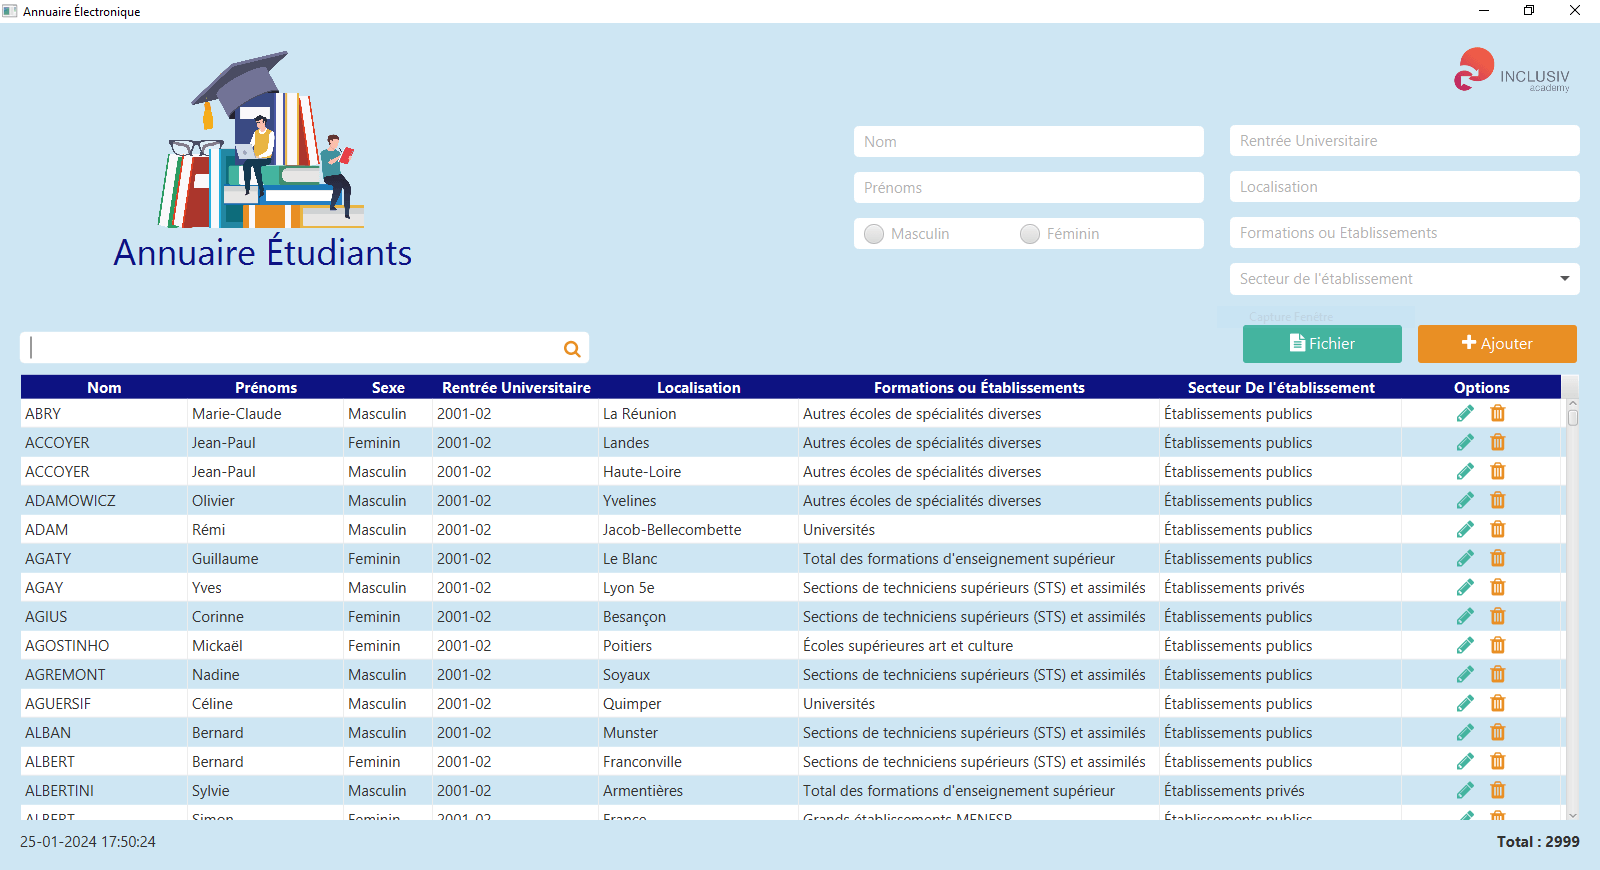 Annuaire Électronique
INCLUSIV
academy
Annuaire Étudiants
Nom
Prénoms
Masculin Féminin
Rentrée Universitaire
Localisation
Formations ou Etablissements
Secteur de l'établissement
Capture Fenêtre
Fichier Ajouter
Nom Prénoms Sexe Rentrée Universitaire Localisation Formations ou Établissements Secteur De l'établissement Options
ABRY Marie-Claude Masculin 2001-02 La Réunion Autres écoles de spécialités diverses Établissements publics
ACCOYER Jean-Paul Feminin 2001-02 Landes Autres écoles de spécialités diverses Établissements publics
ACCOYER Jean-Paul Masculin 2001-02 Haute-Loire Autres écoles de spécialités diverses Établissements publics
ADAMOWICZ Olivier Masculin 2001-02 Yvelines Autres écoles de spécialités diverses Établissements publics
ADAM Rémi Masculin 2001-02 Jacob-Bellecombette Universités Établissements publics
AGATY Guillaume Feminin 2001-02 Le Blanc Total des formations d'enseignement supérieur Établissements publics
AGAY Yves Masculin 2001-02 Lyon 5e Sections de techniciens supérieurs (STS) et assimilés Établissements privés
AGIUS Corinne Feminin 2001-02 Besançon Sections de techniciens supérieurs (STS) et assimilés Établissements publics
AGOSTINHO Mickaël Feminin 2001-02 Poitiers Écoles supérieures art et culture Établissements publics
AGREMONT Nadine Masculin 2001-02 Soyaux Sections de techniciens supérieurs (STS) et assimilés Établissements publics
AGUERSIF Céline Masculin 2001-02 Quimper Universités Établissements publics
ALBAN Bernard Masculin 2001-02 Munster Sections de techniciens supérieurs (STS) et assimilés Établissements publics
ALBERT Bernard Feminin 2001-02 Franconville Sections de techniciens supérieurs (STS) et assimilés Établissements publics
ALBERTINI Sylvie Masculin 2001-02 Armentières Total des formations d'enseignement supérieur Établissements privés
ALBERT Simon Feminin 2001-02 France Grands établissements MENESR Établissements publics
25-01-2024 17:50:24 Total : 2999